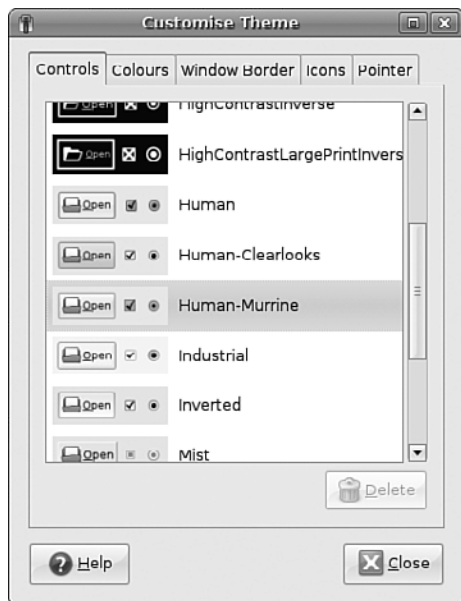 Customise Theme
Controls Colours Window Border Icons Pointer
Open HighContrastInverse
Open HighContrastLargePrintInvers
Open Human
Open Human-Clearlooks
Open Human-Murrine
Open Industrial
Open Inverted
Open Mist
Delete
Help Close